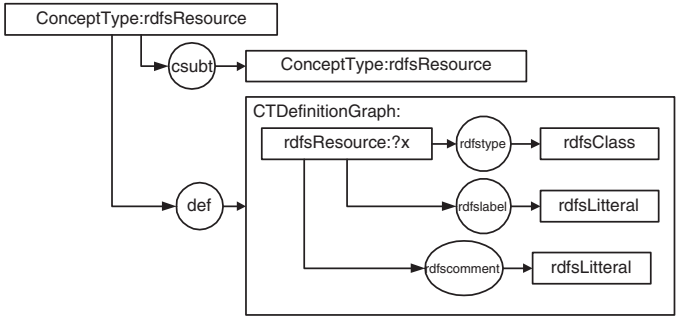 ConceptType:rdfsResource
csubt
ConceptType:rdfsResource
CTDefinitionGraph:
rdfsResource:?x
rdfstype
rdfsClass
def
rdfslabel
rdfsLitteral
rdfscomment
rdfsLitteral